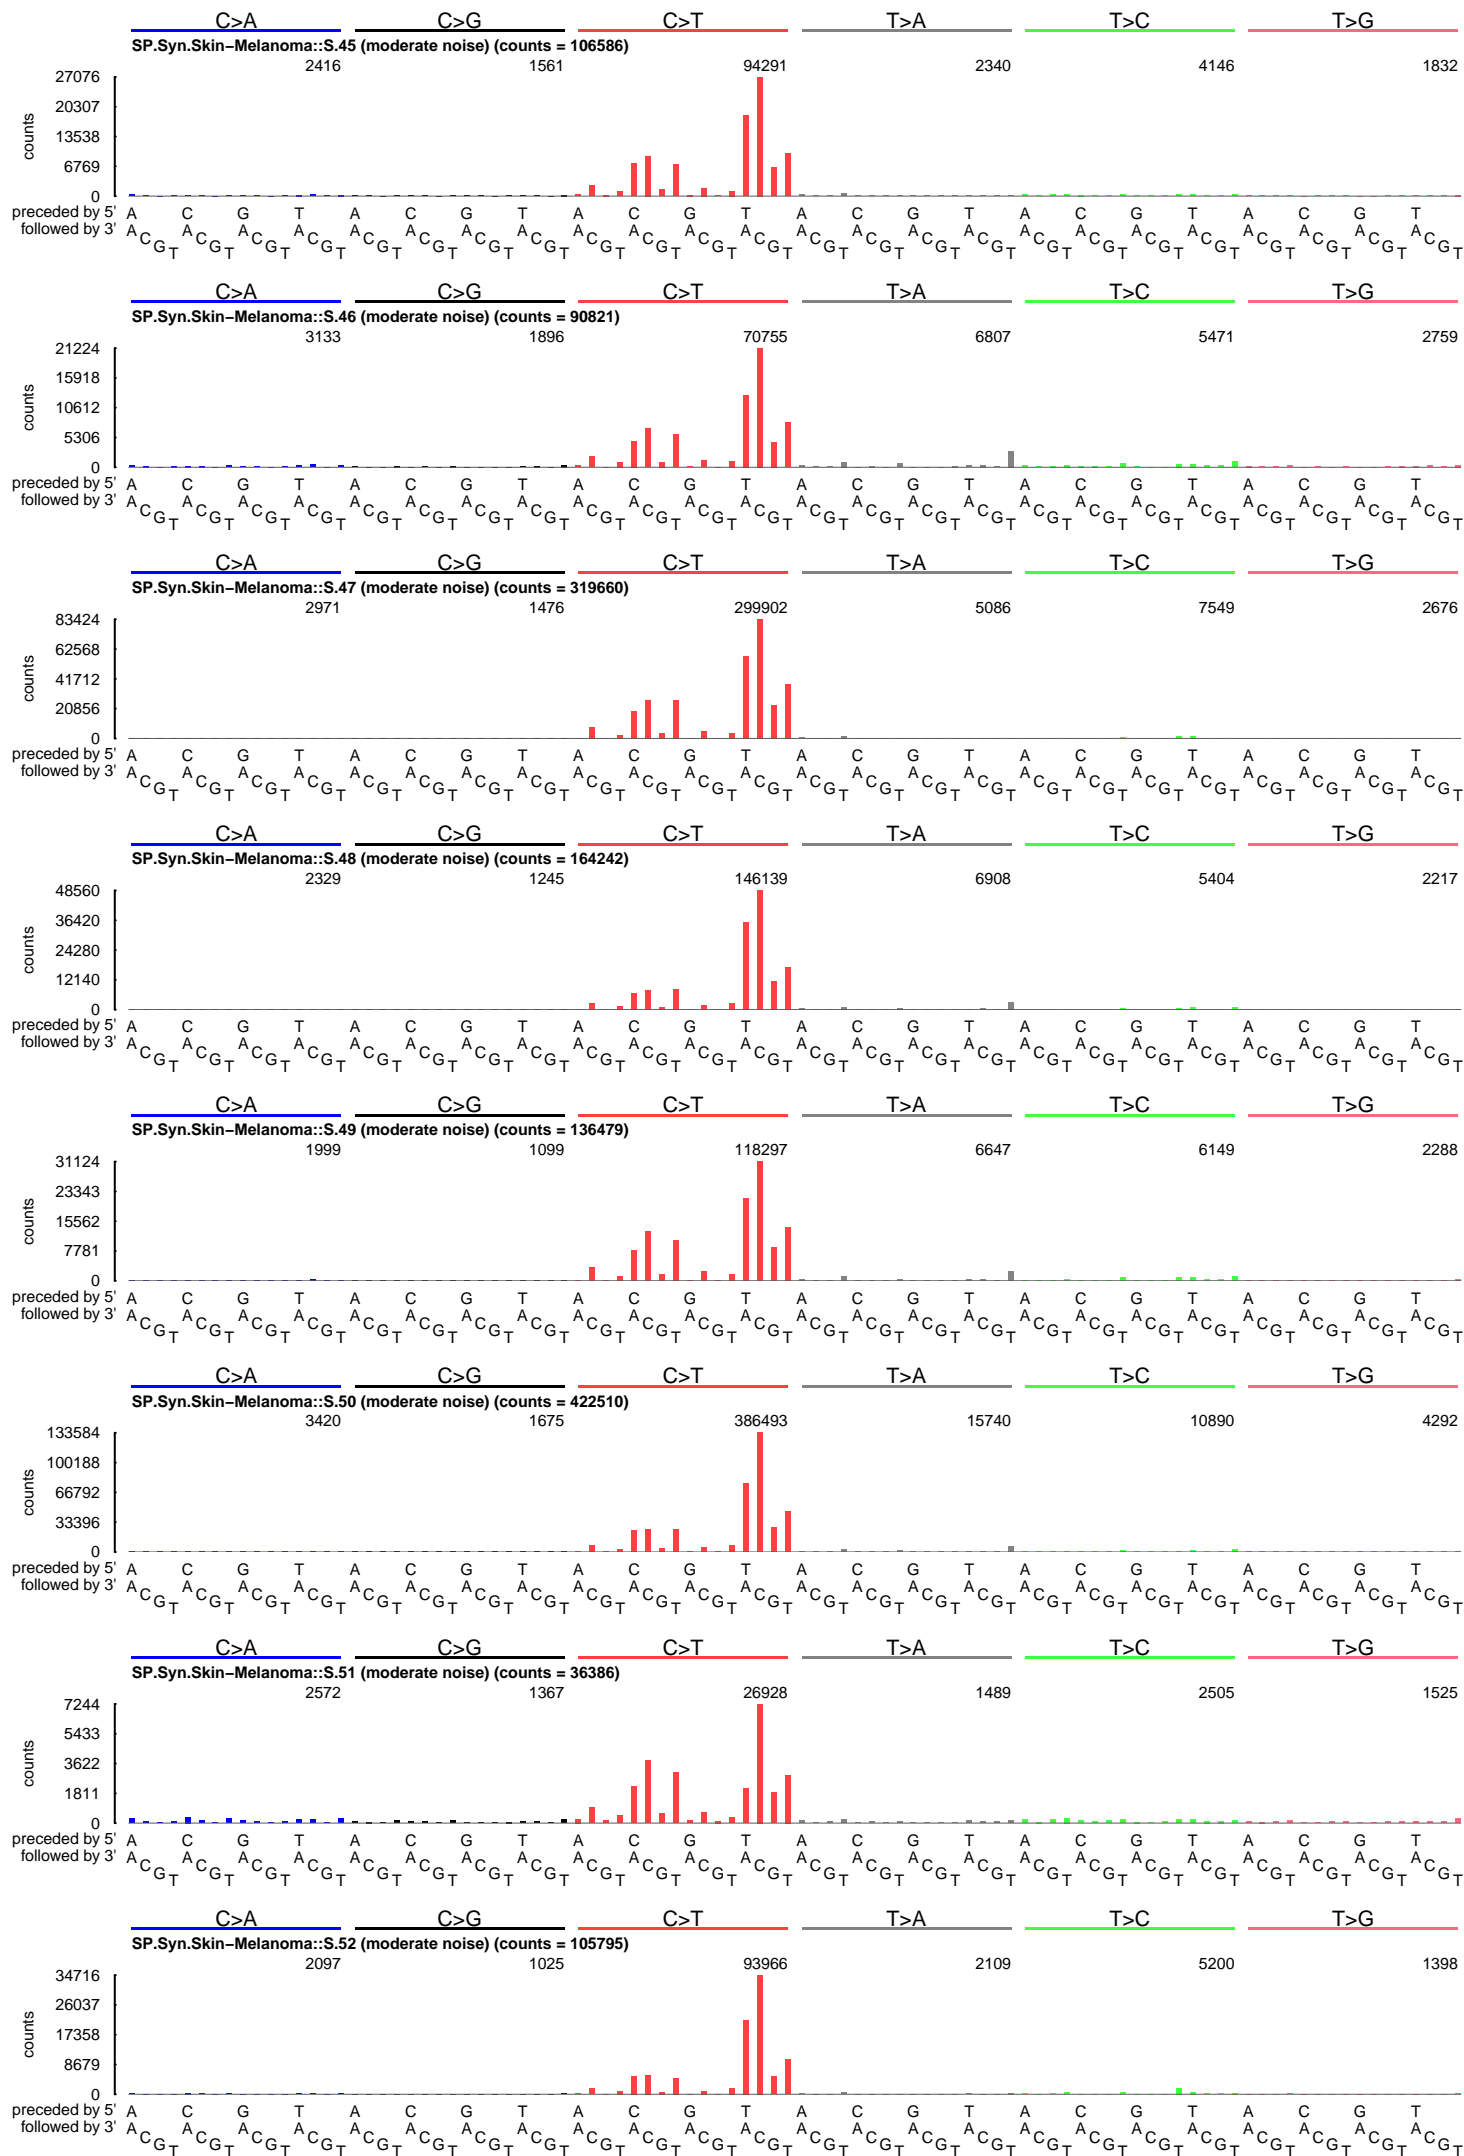 C>A C>G C>T T>A T>C T>G
SP.Syn.Skin−Melanoma::S.45 (moderate noise) (counts = 106586)
2416 1561 94291 2340 4146 1832
27076
20307
13538
6769
0
counts
preceded by 5' A C G T A C G T A C G T A C G T A C G T A C G T
followed by 3' A C G T A C G T A C G T A C G T A C G T A C G T A C G T A C G T A C G T A C G T A C G T A C G T A C G T A C G T A C G T A C G T A C G T A C G T A C G T A C G T A C G T A C G T A C G T A C G T
C>A C>G C>T T>A T>C T>G
SP.Syn.Skin−Melanoma::S.46 (moderate noise) (counts = 90821)
3133 1896 70755 6807 5471 2759
21224
15918
10612
5306
0
counts
preceded by 5' A C G T A C G T A C G T A C G T A C G T A C G T
followed by 3' A C G T A C G T A C G T A C G T A C G T A C G T A C G T A C G T A C G T A C G T A C G T A C G T A C G T A C G T A C G T A C G T A C G T A C G T A C G T A C G T A C G T A C G T A C G T A C G T
C>A C>G C>T T>A T>C T>G
SP.Syn.Skin−Melanoma::S.47 (moderate noise) (counts = 319660)
2971 1476 299902 5086 7549 2676
83424
62568
41712
20856
0
counts
preceded by 5' A C G T A C G T A C G T A C G T A C G T A C G T
followed by 3' A C G T A C G T A C G T A C G T A C G T A C G T A C G T A C G T A C G T A C G T A C G T A C G T A C G T A C G T A C G T A C G T A C G T A C G T A C G T A C G T A C G T A C G T A C G T A C G T
C>A C>G C>T T>A T>C T>G
SP.Syn.Skin−Melanoma::S.48 (moderate noise) (counts = 164242)
2329 1245 146139 6908 5404 2217
48560
36420
24280
12140
0
counts
preceded by 5' A C G T A C G T A C G T A C G T A C G T A C G T
followed by 3' A C G T A C G T A C G T A C G T A C G T A C G T A C G T A C G T A C G T A C G T A C G T A C G T A C G T A C G T A C G T A C G T A C G T A C G T A C G T A C G T A C G T A C G T A C G T A C G T
C>A C>G C>T T>A T>C T>G
SP.Syn.Skin−Melanoma::S.49 (moderate noise) (counts = 136479)
1999 1099 118297 6647 6149 2288
31124
23343
15562
7781
0
counts
preceded by 5' A C G T A C G T A C G T A C G T A C G T A C G T
followed by 3' A C G T A C G T A C G T A C G T A C G T A C G T A C G T A C G T A C G T A C G T A C G T A C G T A C G T A C G T A C G T A C G T A C G T A C G T A C G T A C G T A C G T A C G T A C G T A C G T
C>A C>G C>T T>A T>C T>G
SP.Syn.Skin−Melanoma::S.50 (moderate noise) (counts = 422510)
3420 1675 386493 15740 10890 4292
133584
100188
66792
33396
0
counts
preceded by 5' A C G T A C G T A C G T A C G T A C G T A C G T
followed by 3' A C G T A C G T A C G T A C G T A C G T A C G T A C G T A C G T A C G T A C G T A C G T A C G T A C G T A C G T A C G T A C G T A C G T A C G T A C G T A C G T A C G T A C G T A C G T A C G T
C>A C>G C>T T>A T>C T>G
SP.Syn.Skin−Melanoma::S.51 (moderate noise) (counts = 36386)
2572 1367 26928 1489 2505 1525
7244
5433
3622
1811
0
counts
preceded by 5' A C G T A C G T A C G T A C G T A C G T A C G T
followed by 3' A C G T A C G T A C G T A C G T A C G T A C G T A C G T A C G T A C G T A C G T A C G T A C G T A C G T A C G T A C G T A C G T A C G T A C G T A C G T A C G T A C G T A C G T A C G T A C G T
C>A C>G C>T T>A T>C T>G
SP.Syn.Skin−Melanoma::S.52 (moderate noise) (counts = 105795)
2097 1025 93966 2109 5200 1398
34716
26037
17358
8679
0
counts
preceded by 5' A C G T A C G T A C G T A C G T A C G T A C G T
followed by 3' A C G T A C G T A C G T A C G T A C G T A C G T A C G T A C G T A C G T A C G T A C G T A C G T A C G T A C G T A C G T A C G T A C G T A C G T A C G T A C G T A C G T A C G T A C G T A C G T